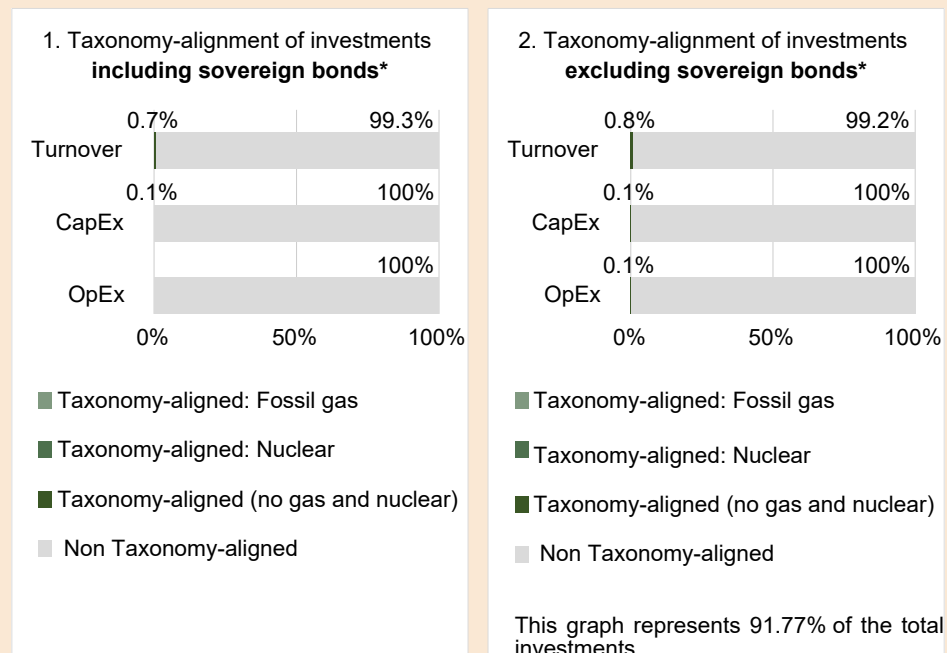 1. Taxonomy-alignment of investments
including sovereign bonds*
0.7% 99.3%
Turnover
0.1% 100%
CapEx
100%
OpEx
0% 50% 100%
Taxonomy-aligned: Fossil gas
Taxonomy-aligned: Nuclear
Taxonomy-aligned (no gas and nuclear)
Non Taxonomy-aligned
2. Taxonomy-alignment of investments
excluding sovereign bonds*
0.8% 99.2%
Turnover
0.1% 100%
CapEx
0.1% 100%
OpEx
0% 50% 100%
Taxonomy-aligned: Fossil gas
Taxonomy-aligned: Nuclear
Taxonomy-aligned (no gas and nuclear)
Non Taxonomy-aligned
This graph represents 91.77% of the total
investments